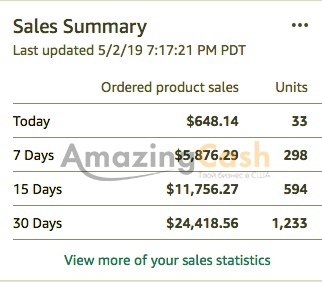 Sales Summary
Last updated 5/2/19 7:17:21 PM PDT
Ordered product sales Units
Today $648.14 33
7 Days $5,876.29 298
AmazingCash
Твой бизнес в США
15 Days $11,756.27 594
30 Days $24,418.56 1,233
View more of your sales statistics